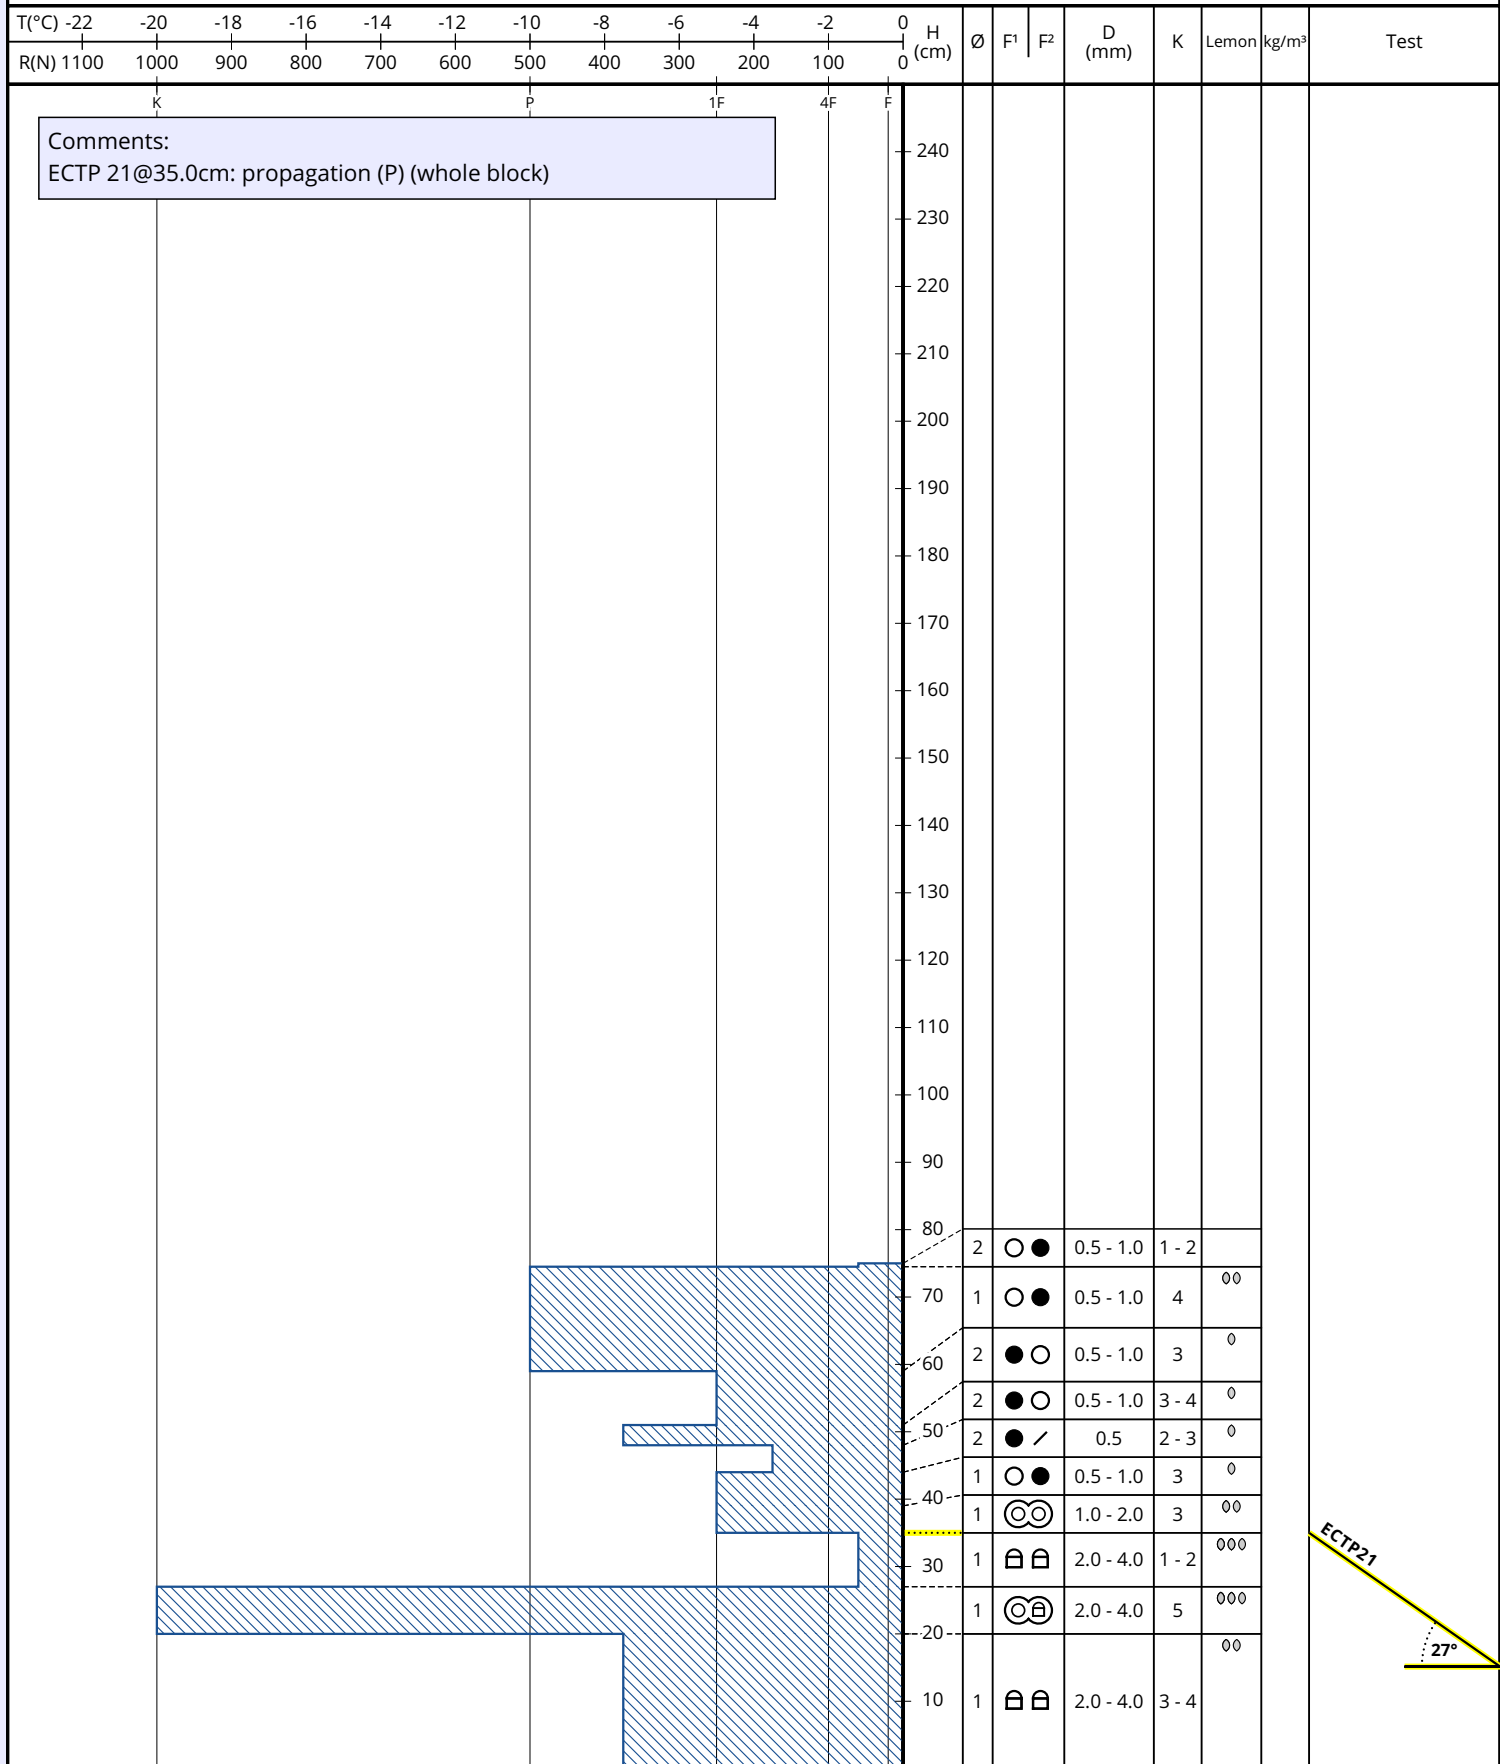 T(°C) -22 -20 -18 -16 -14 -12 -10 -8 -6 -4 -2 0
R(N) 1100 1000 900 800 700 600 500 400 300 200 100 0
H (cm) Ø F¹ F² D (mm) K Lemon kg/m³ Test
K P 1F 4F F
Comments:
ECTP 21@35.0cm: propagation (P) (whole block)
240
230
220
210
200
190
180
170
160
150
140
130
120
110
100
90
80
2 0.5 - 1.0 1 - 2
70 1 0.5 - 1.0 4
60 2 0.5 - 1.0 3
2 0.5 - 1.0 3 - 4
50 2 0.5 2 - 3
1 0.5 - 1.0 3
40 1 1.0 - 2.0 3
30 1 2.0 - 4.0 1 - 2
ECTP21
1 2.0 - 4.0 5
20
27°
10 1 2.0 - 4.0 3 - 4